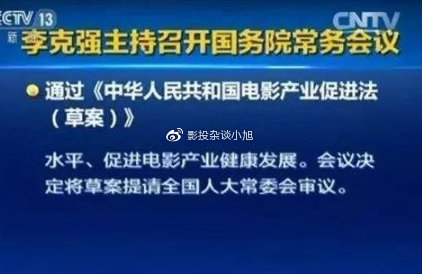 CCTV 13
新
CNTV
李克强主持召开国务院常务会议
通过《中华人民共和国电影产业促进法
（草案）》
影投杂谈小旭
水平、促进电影产业健康发展。会议决
定将草案提请全国人大常委会审议。